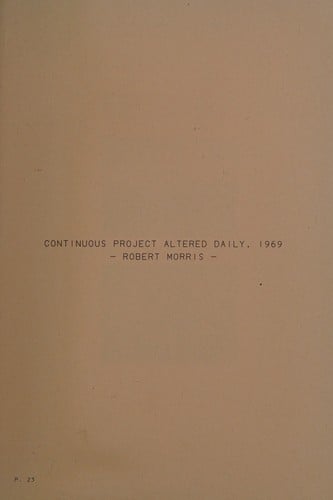 CONTINUOUS PROJECT ALTERED DAILY, 1969
– ROBERT MORRIS –
P. 23